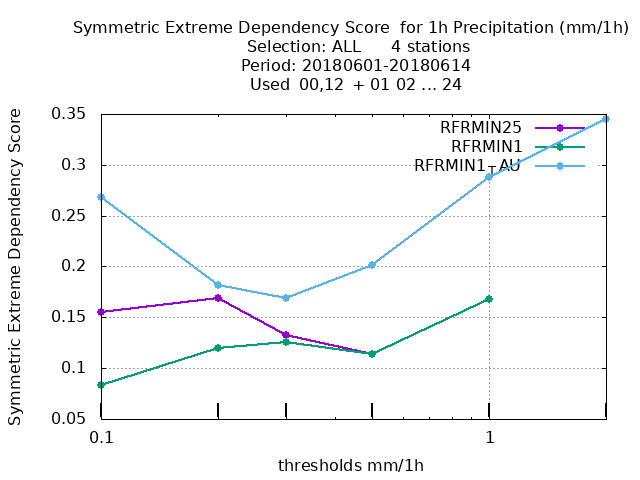 Symmetric Extreme Dependency Score  for 1h Precipitation (mm/1h)
Selection: ALL      4 stations
Period: 20180601-20180614
Used  00,12  + 01 02 ... 24
Symmetric Extreme Dependency Score
0.35
0.3
0.25
0.2
0.15
0.1
0.05
RFRMIN25
RFRMIN1
RFRMIN1_AU
0.1
1
thresholds mm/1h